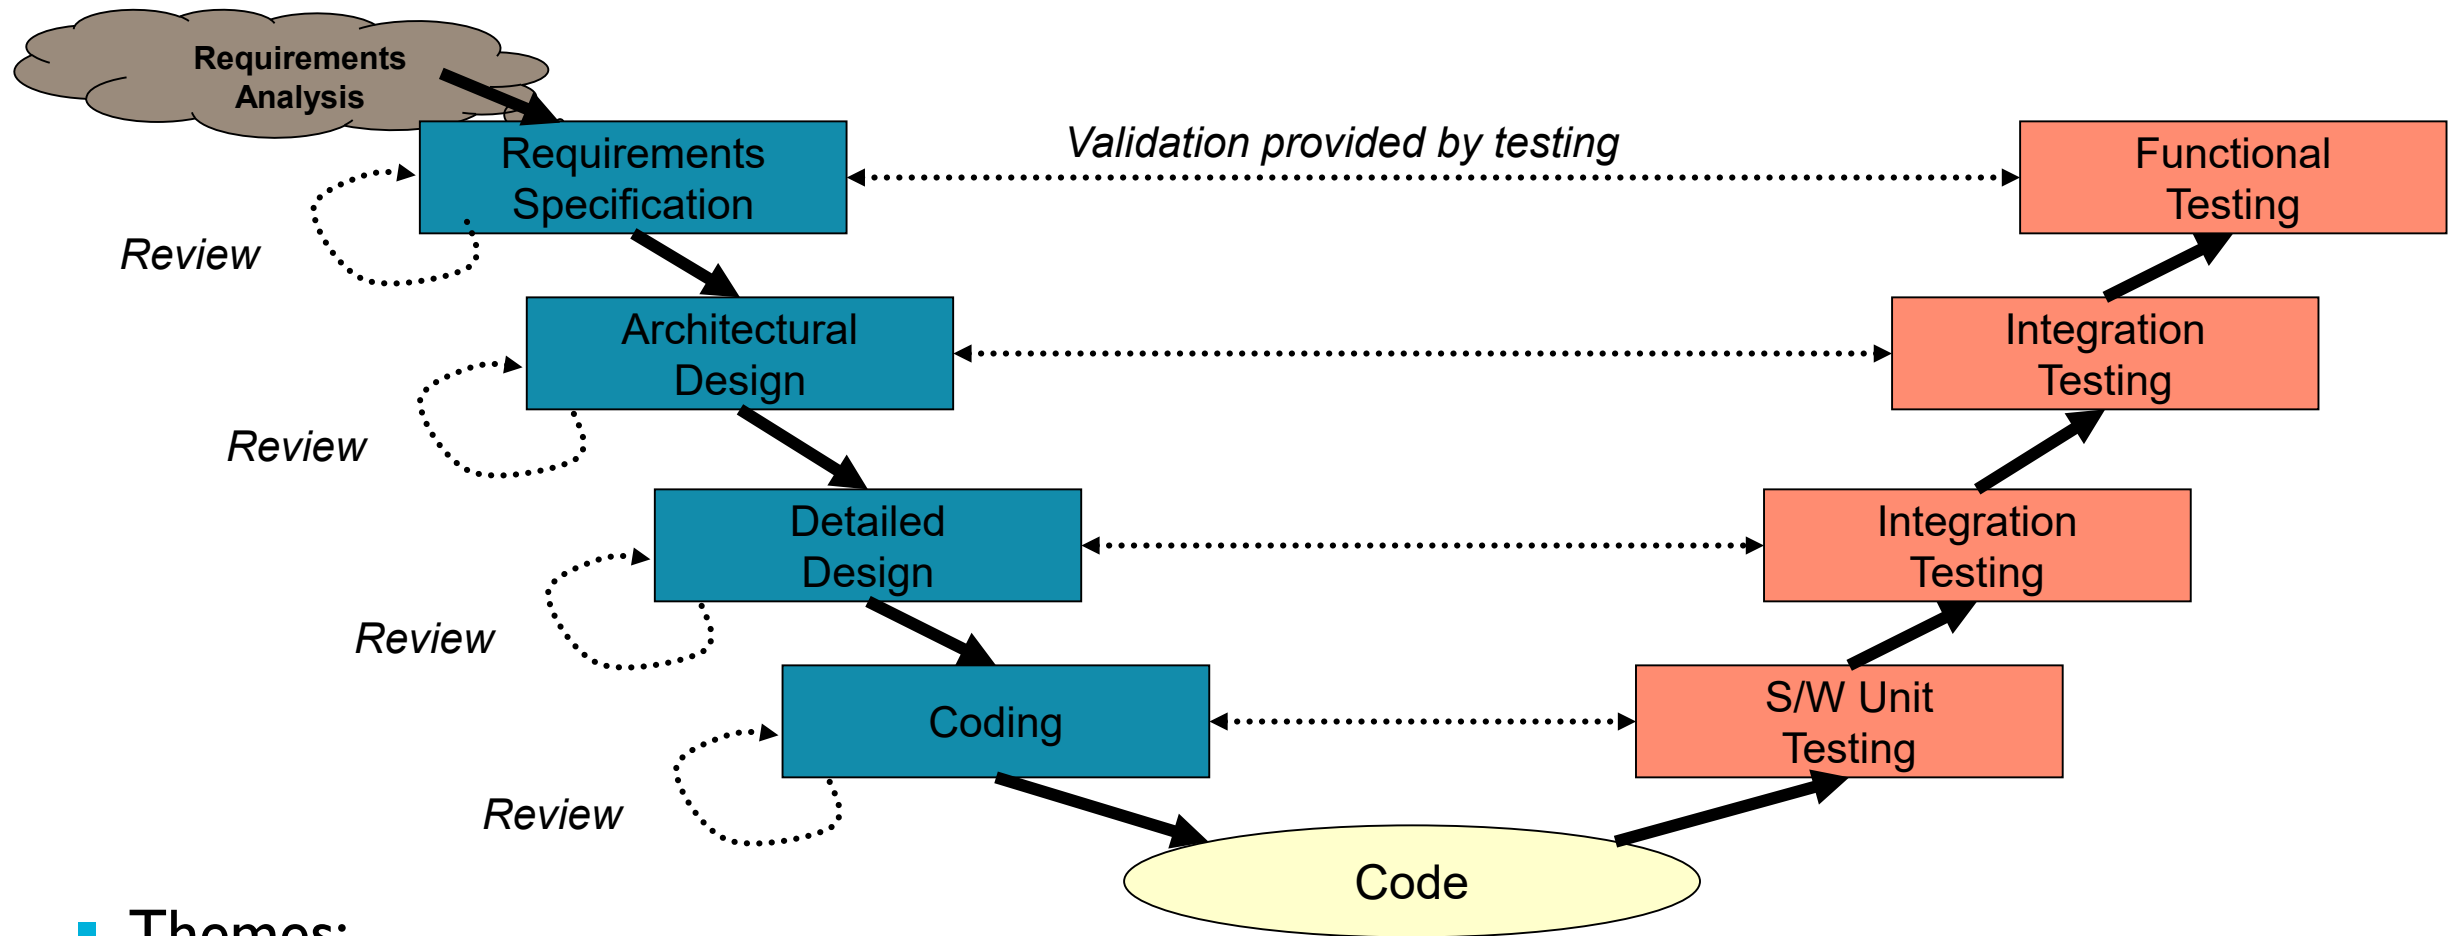 Requirements
Analysis
Requirements
Specification
Validation provided by testing
Functional
Testing
Review
Architectural
Design
Integration
Testing
Review
Detailed
Design
Integration
Testing
Review
Coding
S/W Unit
Testing
Review
Code
Themes: